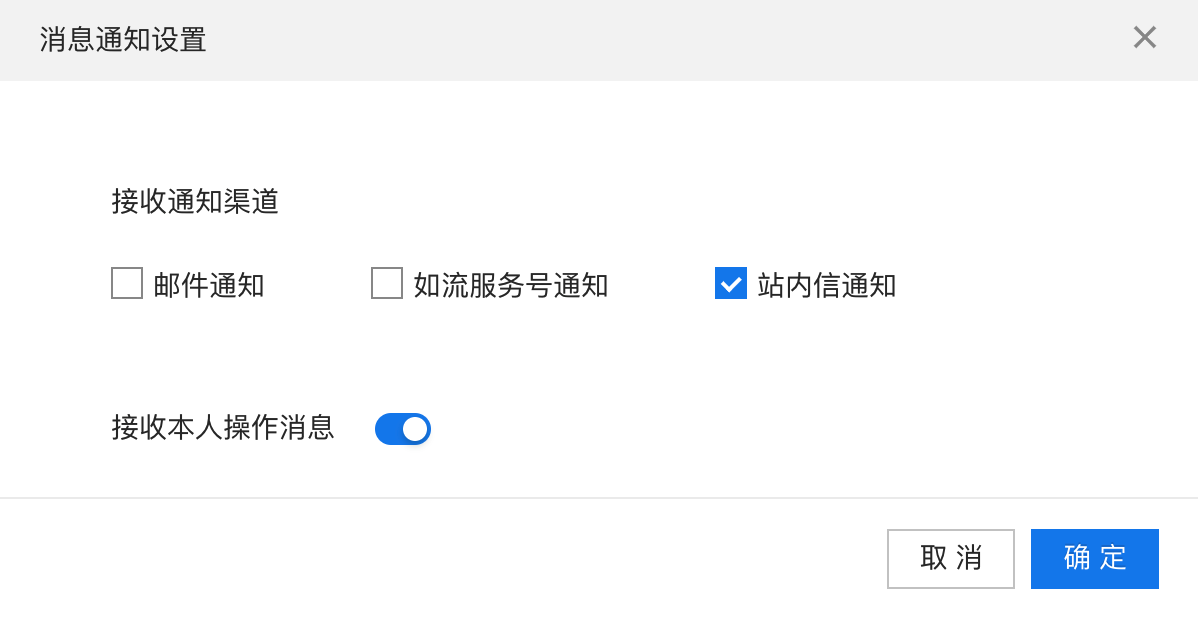 消息通知设置
接收通知渠道
邮件通知 如流服务号通知 站内信通知
接收本人操作消息
取消 确定